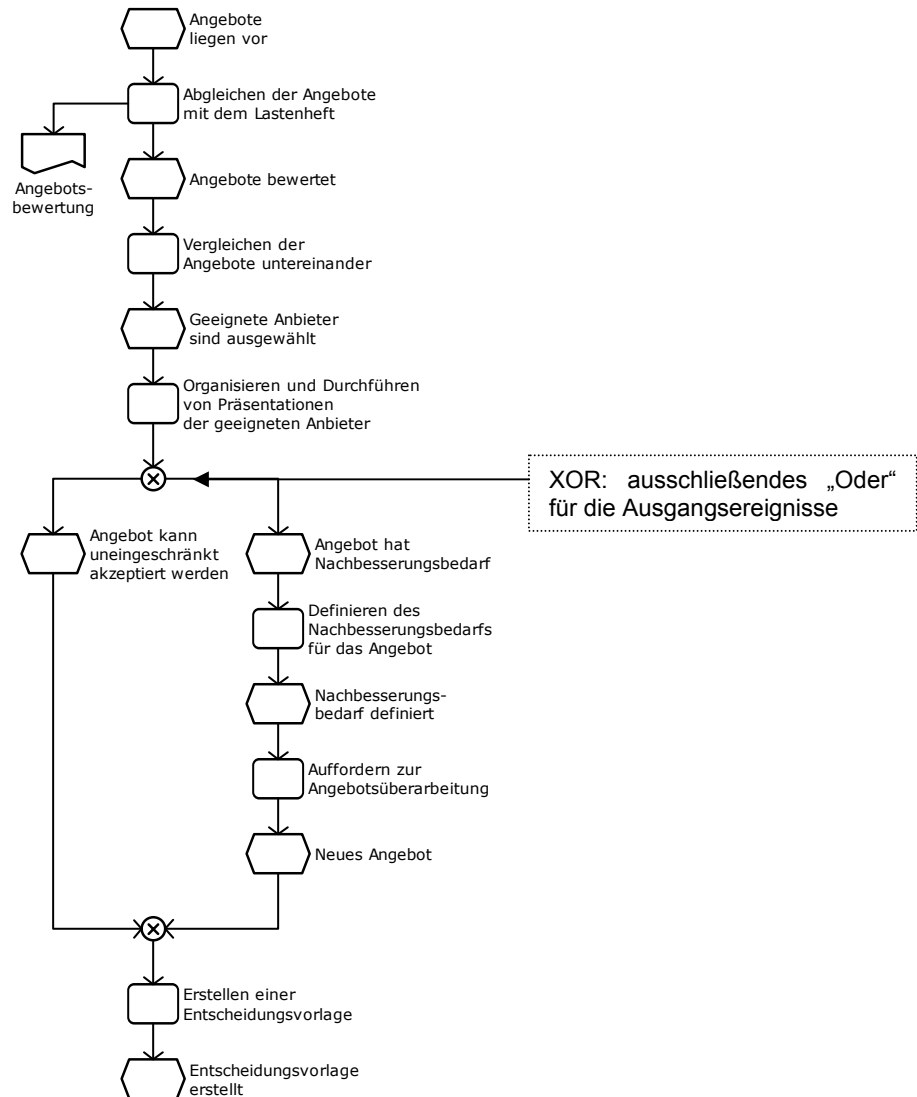 Angebote
liegen vor
Abgleichen der Angebote
mit dem Lastenheft
Angebots-
bewertung
Angebote bewertet
Vergleichen der
Angebote untereinander
Geeignete Anbieter
sind ausgewählt
Organisieren und Durchführen
von Präsentationen
der geeigneten Anbieter
XOR: ausschließendes „Oder“
für die Ausgangsereignisse
Angebot kann
uneingeschränkt
akzeptiert werden
Angebot hat
Nachbesserungsbedarf
Definieren des
Nachbesserungsbedarfs
für das Angebot
Nachbesserungs-
bedarf definiert
Auffordern zur
Angebotsüberarbeitung
Neues Angebot
Erstellen einer
Entscheidungsvorlage
Entscheidungsvorlage
erstellt